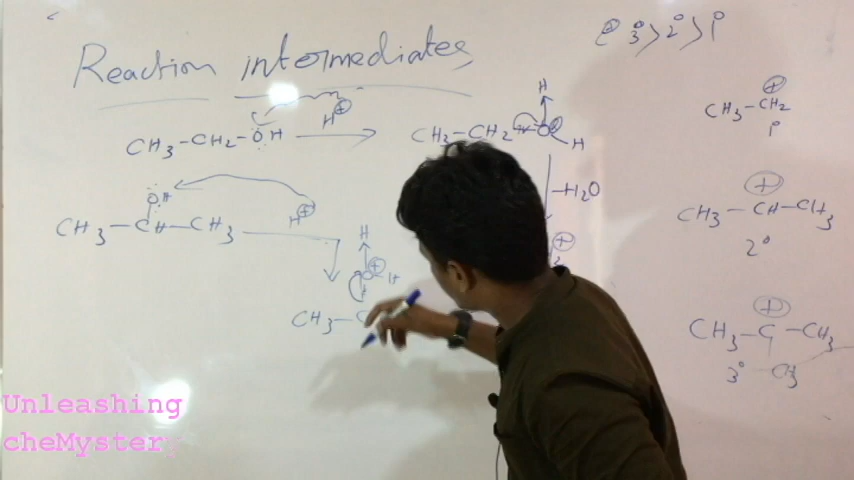 Reaction intermediates
3° > 2° > 1°
CH3-CH2-OH
H⊕
CH2-CH2-O
H
H
-H2O
OH
CH3-CH-CH3
H⊕
H
O⊕ H
CH3-C
⊕
CH3-CH2
1°
⊕
CH3-CH-CH3
2°
⊕
CH3-C-CH3
3° CH3
Unleashing
cheMystery